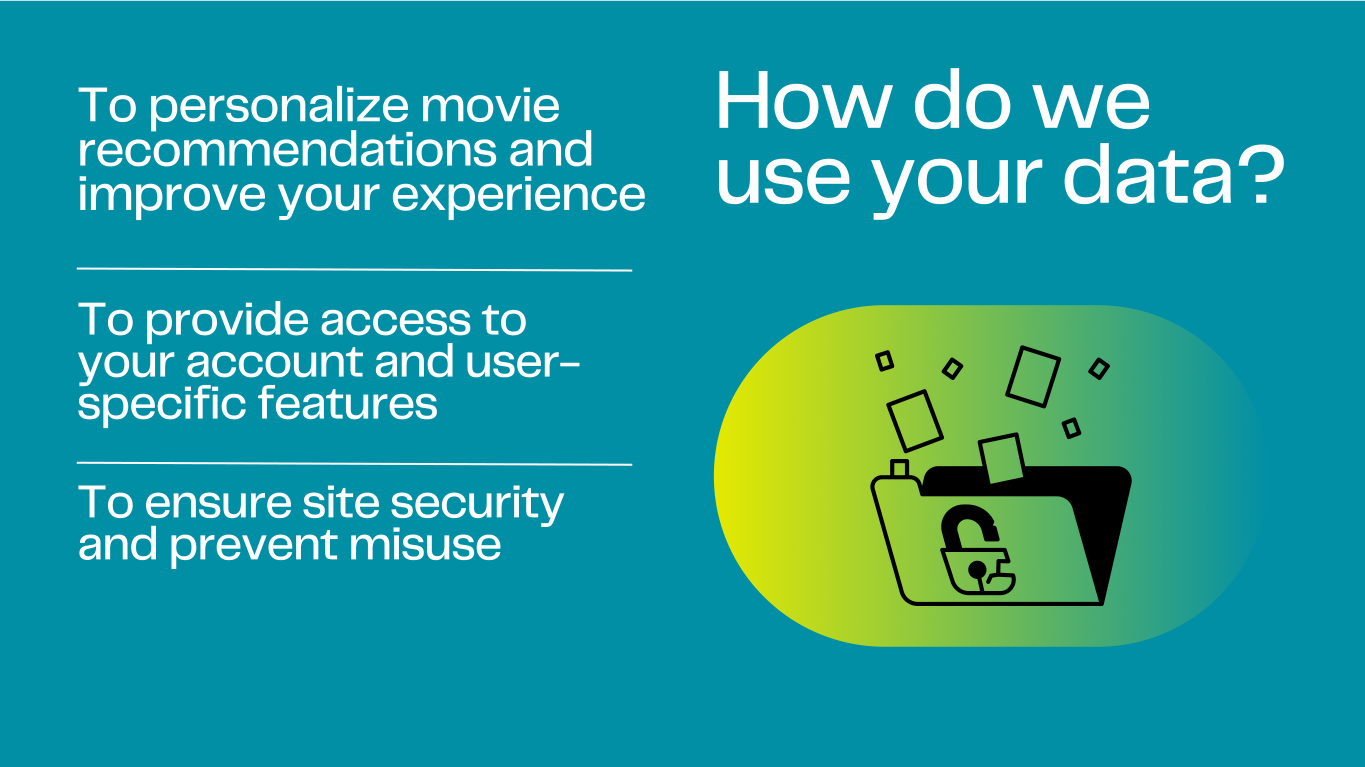 To personalize movie
recommendations and
improve your experience
To provide access to
your account and user-
specific features
To ensure site security
and prevent misuse
How do we
use your data?